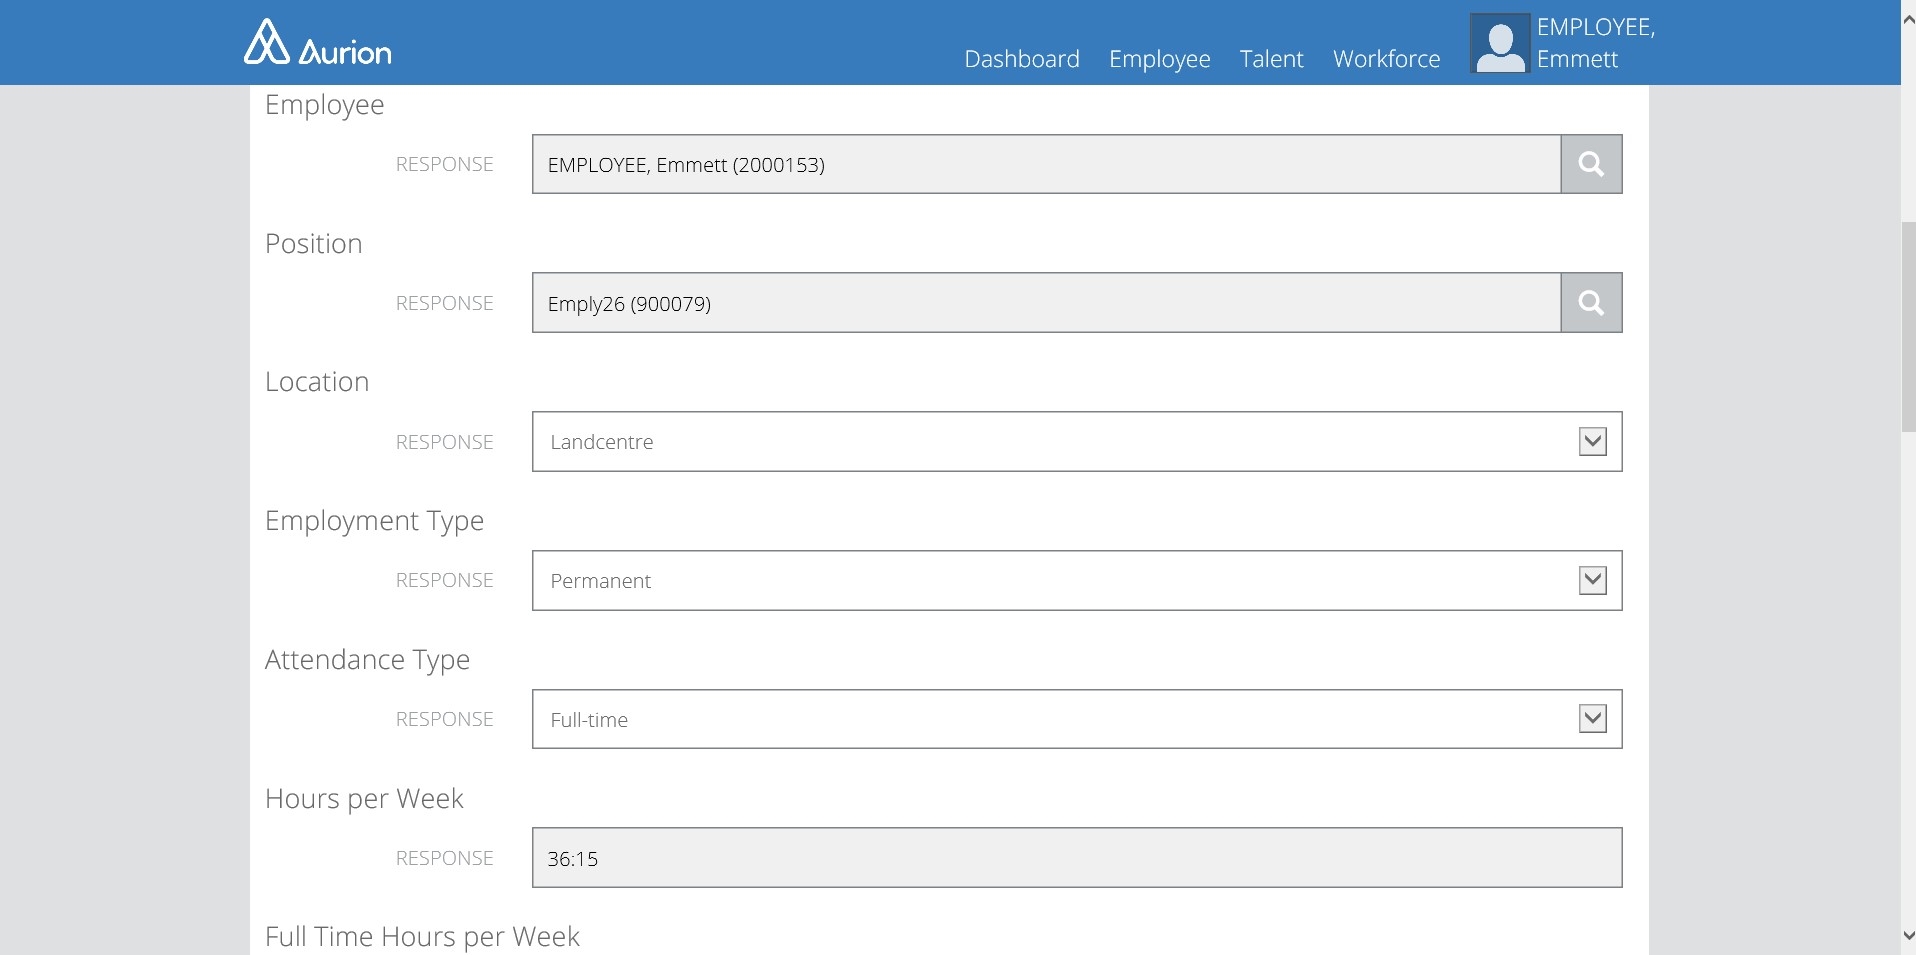 Aurion
Dashboard Employee Talent Workforce
EMPLOYEE,
Emmett
Employee
RESPONSE EMPLOYEE, Emmett (2000153)
Position
RESPONSE Emply26 (900079)
Location
RESPONSE Landcentre
Employment Type
RESPONSE Permanent
Attendance Type
RESPONSE Full-time
Hours per Week
RESPONSE 36:15
Full Time Hours per Week